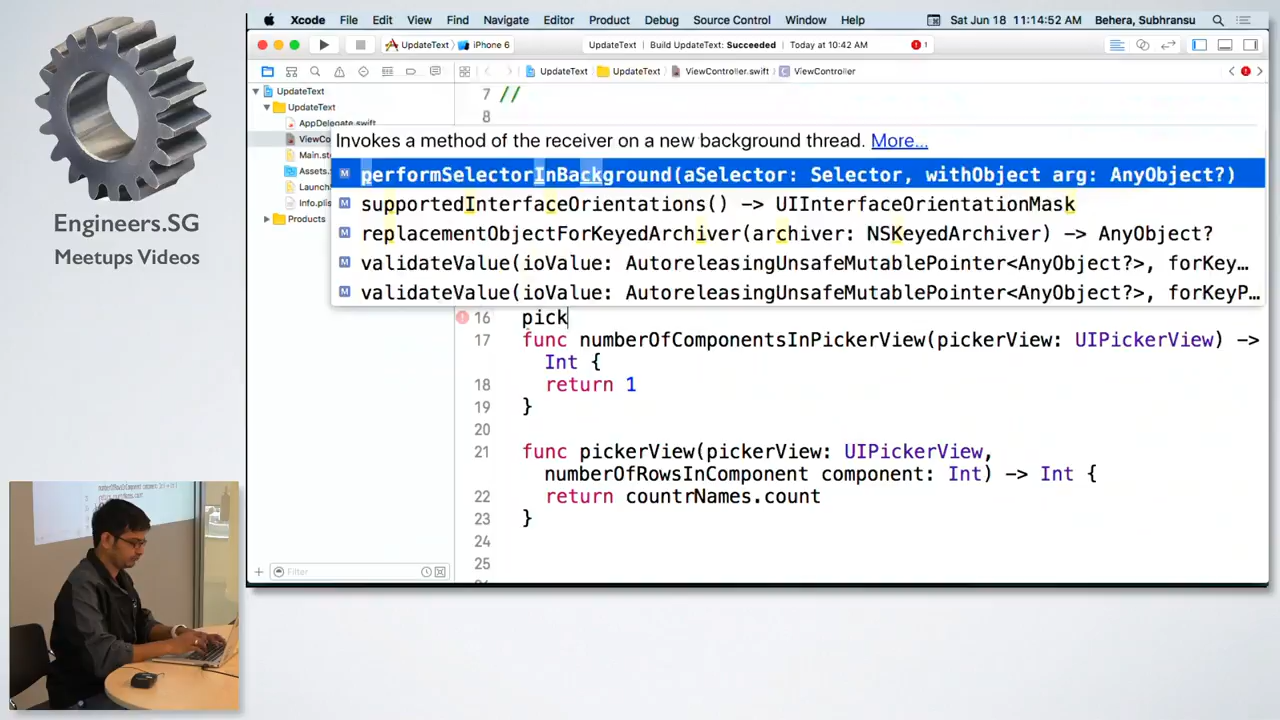 Xcode File Edit View Find Navigate Editor Product Debug Source Control Window Help Sat Jun 18 11:14:52 AM Behera, Subhransu
UpdateText iPhone 6 UpdateText | Build UpdateText: Succeeded | Today at 10:42 AM 1
UpdateText UpdateText ViewController.swift ViewController
UpdateText
UpdateText
AppDelegate.swift
ViewCo
Main.st
Assets.
Launch
Info.plis
Products
Filter
7 //
8
Invokes a method of the receiver on a new background thread. More...
M performSelectorInBackground(aSelector: Selector, withObject arg: AnyObject?)
M supportedInterfaceOrientations() -> UIInterfaceOrientationMask
M replacementObjectForKeyedArchiver(archiver: NSKeyedArchiver) -> AnyObject?
M validateValue(ioValue: AutoreleasingUnsafeMutablePointer<AnyObject?>, forKey…
M validateValue(ioValue: AutoreleasingUnsafeMutablePointer<AnyObject?>, forKeyP…
16 pick
17 func numberOfComponentsInPickerView(pickerView: UIPickerView) ->
Int {
18 return 1
19 }
20
21 func pickerView(pickerView: UIPickerView,
numberOfRowsInComponent component: Int) -> Int {
22 return countrNames.count
23 }
24
25
Engineers.SG
Meetups Videos